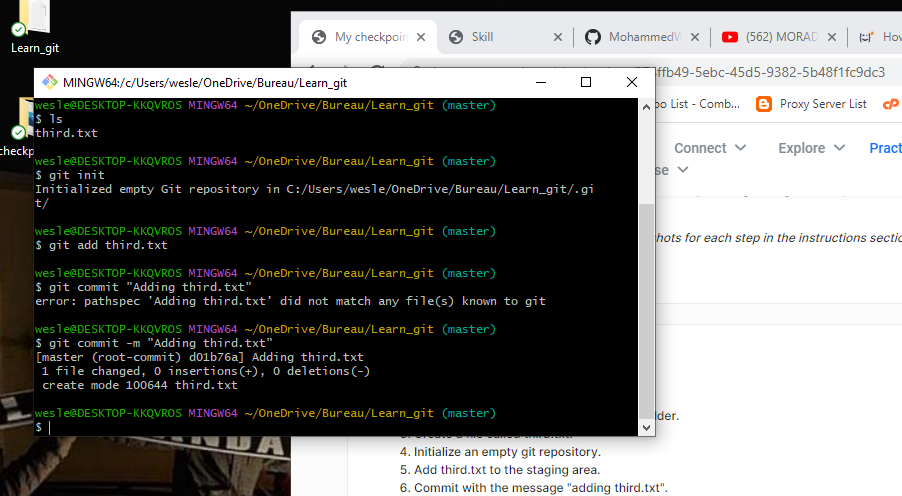 Learn_git
My checkpoin
Skill
MohammedW
(562) MORAD
How
MINGW64:/c/Users/wesle/OneDrive/Bureau/Learn_git
ffb49-5ebc-45d5-9382-5b48f1fc9dc3
po List - Comb...
Proxy Server List
checkp
Connect
Explore
Pract
se
hots for each step in the instructions sectio
wesle@DESKTOP-KKQVROS MINGW64 ~/OneDrive/Bureau/Learn_git (master)
$ ls
third.txt
wesle@DESKTOP-KKQVROS MINGW64 ~/OneDrive/Bureau/Learn_git (master)
$ git init
Initialized empty Git repository in C:/Users/wesle/OneDrive/Bureau/Learn_git/.gi
t/
wesle@DESKTOP-KKQVROS MINGW64 ~/OneDrive/Bureau/Learn_git (master)
$ git add third.txt
wesle@DESKTOP-KKQVROS MINGW64 ~/OneDrive/Bureau/Learn_git (master)
$ git commit "Adding third.txt"
error: pathspec 'Adding third.txt' did not match any file(s) known to git
wesle@DESKTOP-KKQVROS MINGW64 ~/OneDrive/Bureau/Learn_git (master)
$ git commit -m "Adding third.txt"
[master (root-commit) d01b76a] Adding third.txt
1 file changed, 0 insertions(+), 0 deletions(-)
create mode 100644 third.txt
wesle@DESKTOP-KKQVROS MINGW64 ~/OneDrive/Bureau/Learn_git (master)
$
lder.
4. Initialize an empty git repository.
5. Add third.txt to the staging area.
6. Commit with the message "adding third.txt".